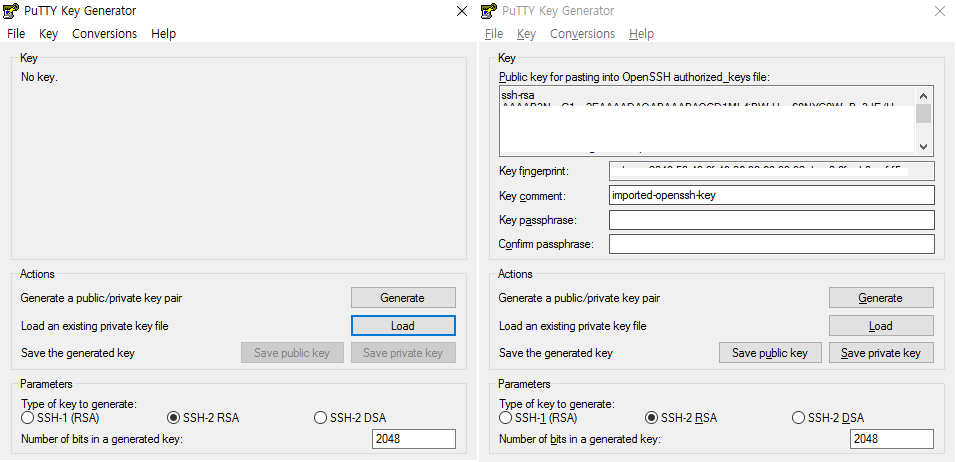 PuTTY Key Generator
File Key Conversions Help
Key
No key.
Actions
Generate a public/private key pair
Generate
Load an existing private key file
Load
Save the generated key
Save public key
Save private key
Parameters
Type of key to generate:
SSH-1 (RSA)
SSH-2 RSA
SSH-2 DSA
Number of bits in a generated key:
2048
PuTTY Key Generator
File Key Conversions Help
Key
Public key for pasting into OpenSSH authorized_keys file:
ssh-rsa
Key fingerprint:
Key comment:
imported-openssh-key
Key passphrase:
Confirm passphrase:
Actions
Generate a public/private key pair
Generate
Load an existing private key file
Load
Save the generated key
Save public key
Save private key
Parameters
Type of key to generate:
SSH-1 (RSA)
SSH-2 RSA
SSH-2 DSA
Number of bits in a generated key:
2048